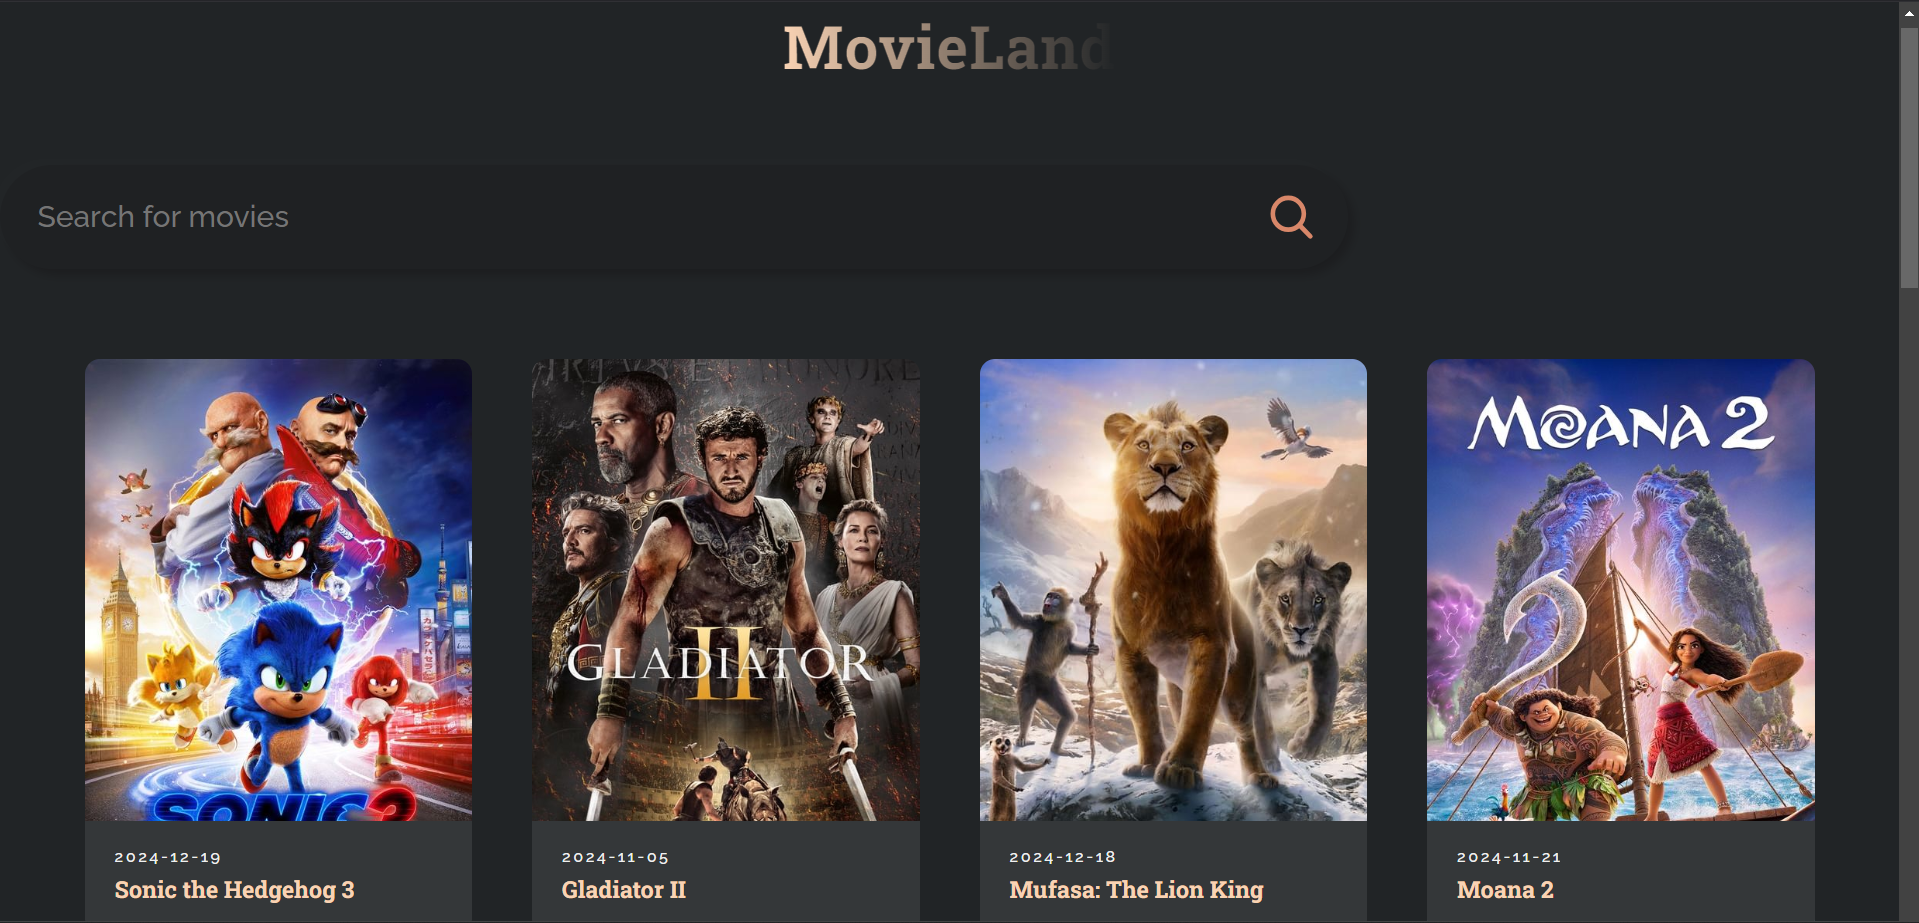 MovieLand
Search for movies
MOANA 2
GLADIATOR
II
SONIC 3
2024-12-19
2024-11-05
2024-12-18
2024-11-21
Sonic the Hedgehog 3
Gladiator II
Mufasa: The Lion King
Moana 2